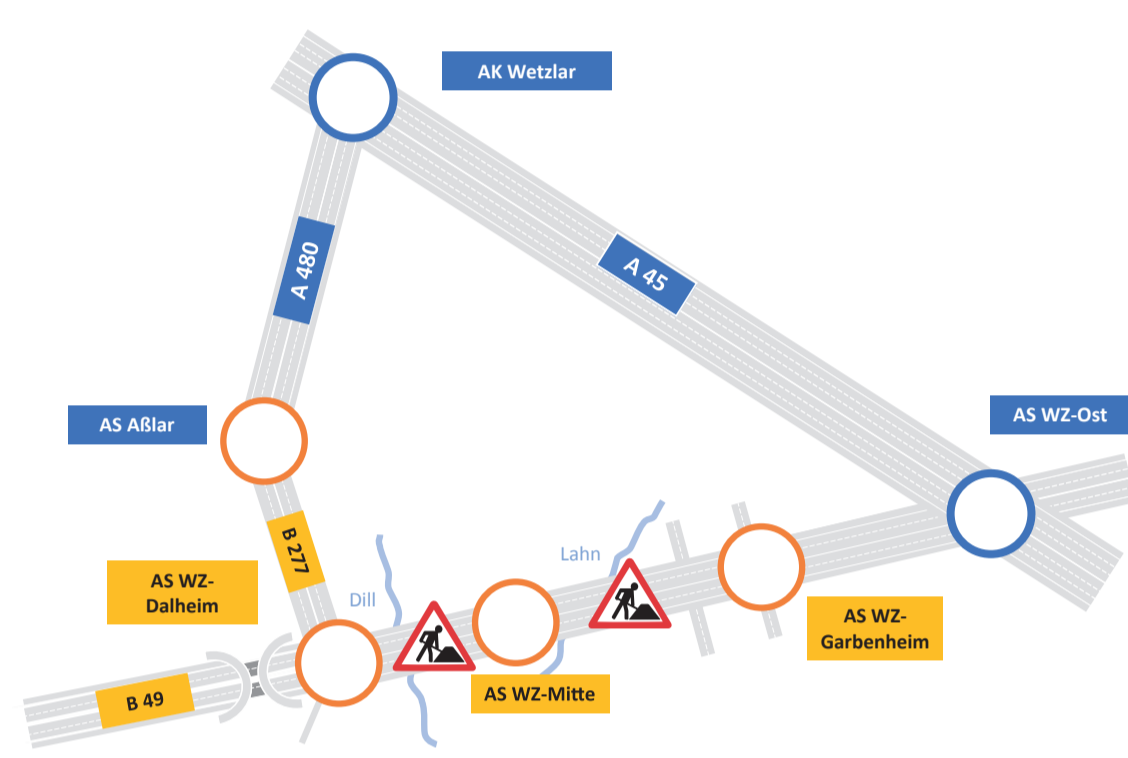 AK Wetzlar
A 480
A 45
AS Aßlar
AS WZ-Ost
B 277
Lahn
AS WZ-
Dalheim
Dill
AS WZ-
Garbenheim
AS WZ-Mitte
B 49